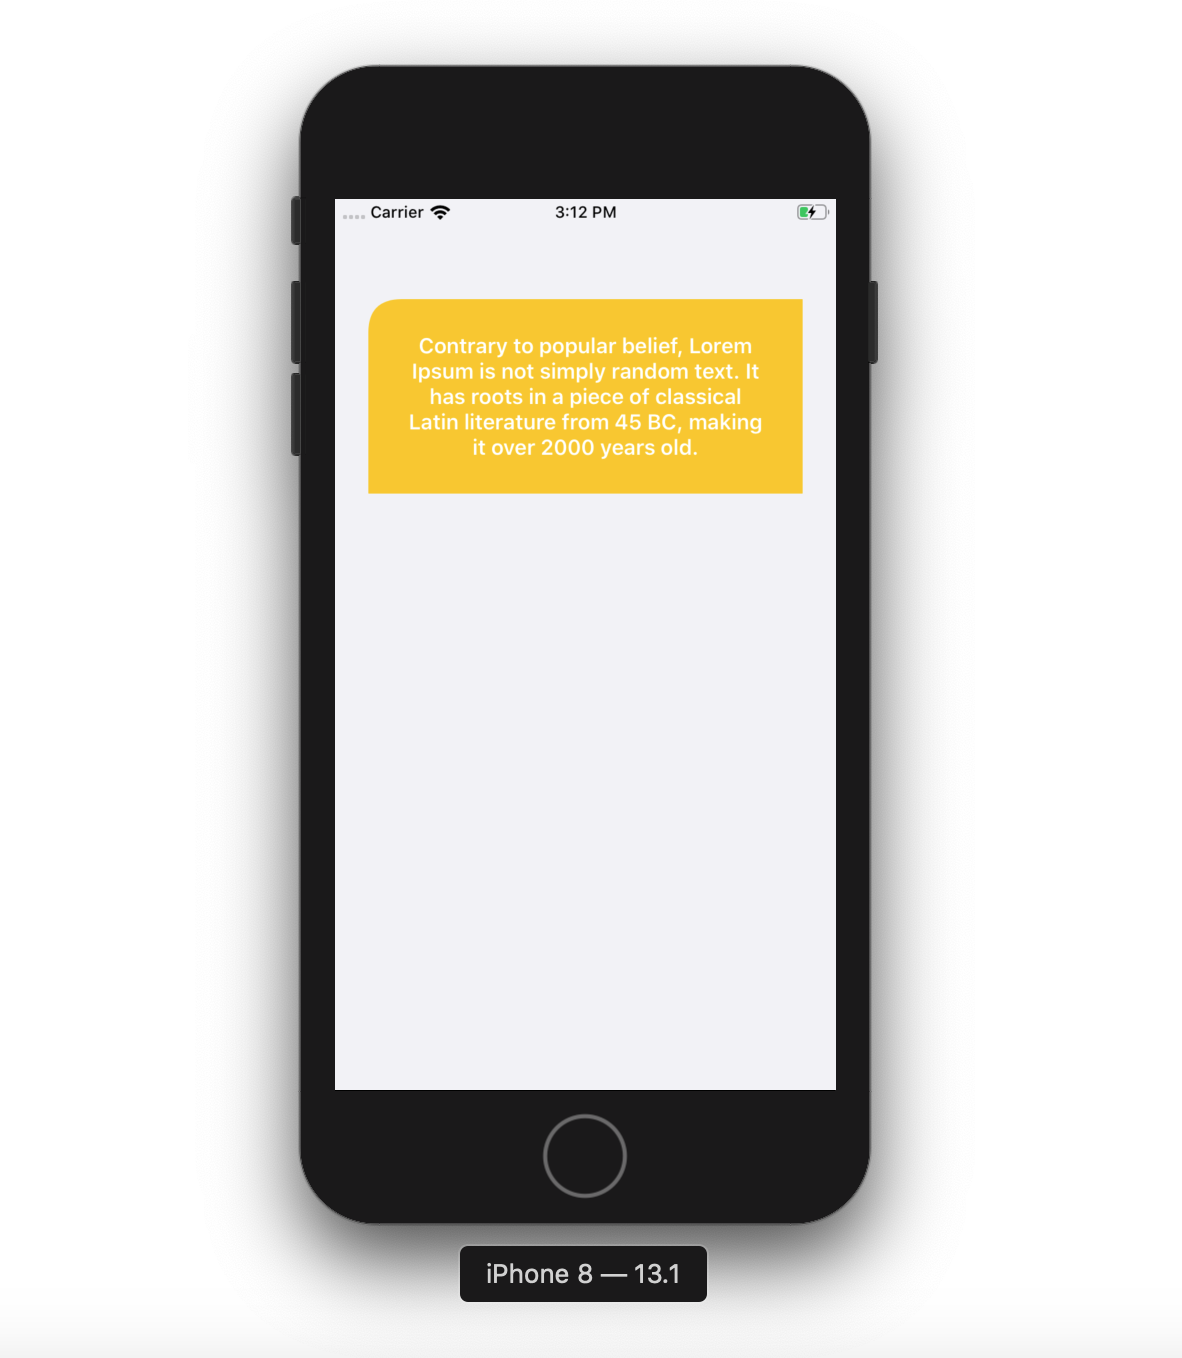 Carrier 3:12 PM
Contrary to popular belief, Lorem
Ipsum is not simply random text. It
has roots in a piece of classical
Latin literature from 45 BC, making
it over 2000 years old.
iPhone 8 — 13.1